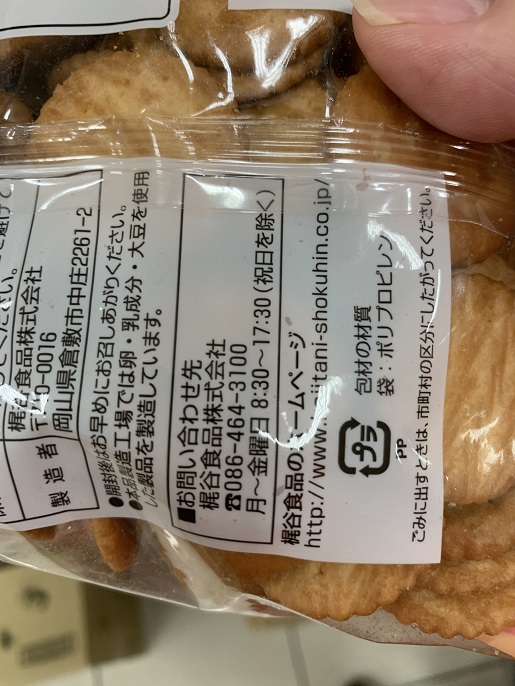 製造者
梶谷食品株式会社
岡山県倉敷市中庄2261-2
●開封後はお早めにお召しあがりください。
●本品製造工場では卵・乳成分・大豆を使用
した製品を製造しています。
■お問い合わせ先
梶谷食品株式会社
☎086-464-3100
月～金曜日 8:30～17:30(祝日を除く)
梶谷食品のホームページ
包材の材質
袋:ポリプロピレン
プラ
PP
ごみに出すときは、市町村の区分にしたがってください。